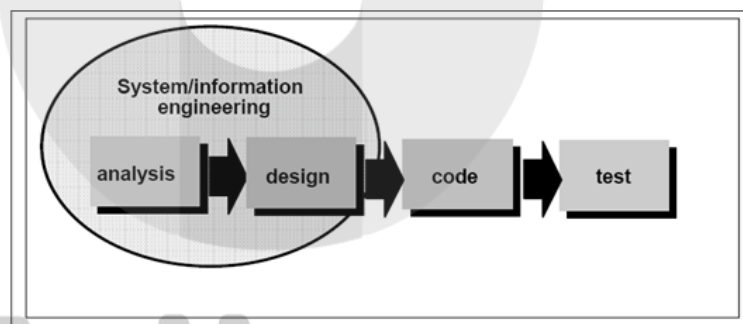 System/information
engineering
analysis
design
code
test